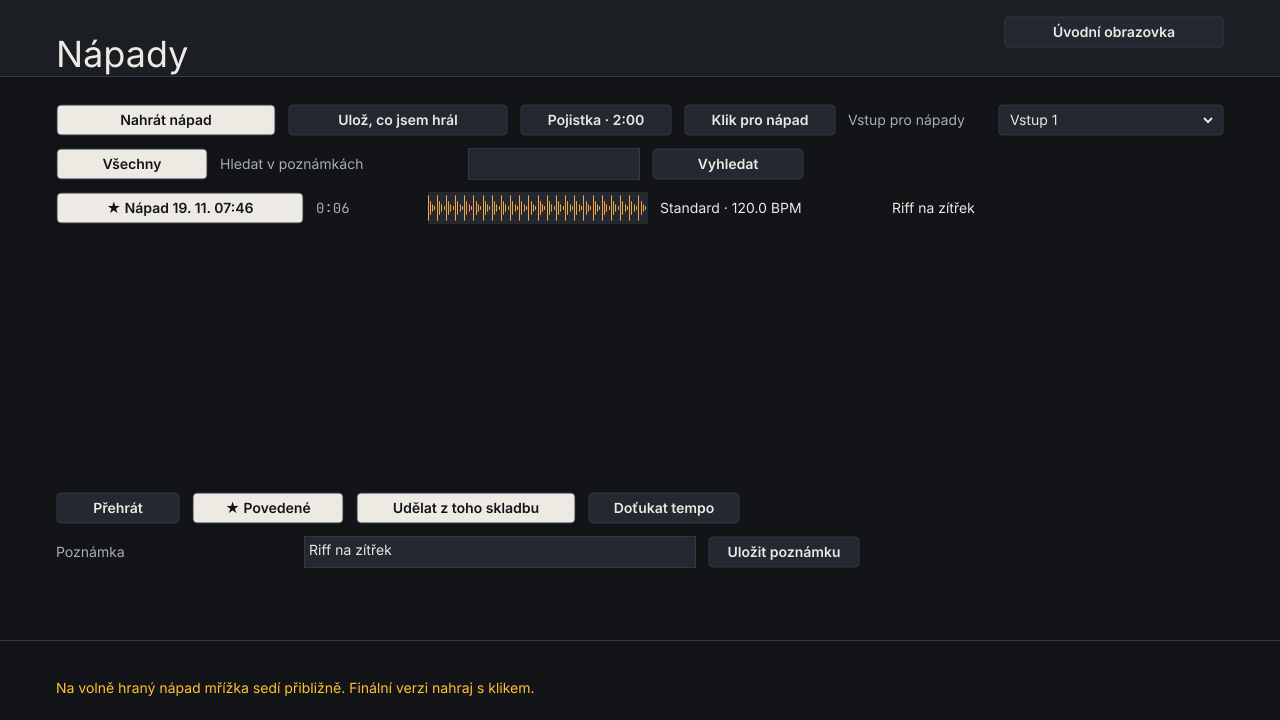 Nápady
Úvodní obrazovka
Nahrát nápad
Ulož, co jsem hrál
Pojistka · 2:00
Klik pro nápad
Vstup pro nápady
Vstup 1
Všechny
Hledat v poznámkách
Vyhledat
★ Nápad 19. 11. 07:46
0:06
Standard · 120.0 BPM
Riff na zítřek
Přehrát
★ Povedené
Udělat z toho skladbu
Doťukat tempo
Poznámka
Riff na zítřek
Uložit poznámku
Na volně hraný nápad mřížka sedí přibližně. Finální verzi nahraj s klikem.